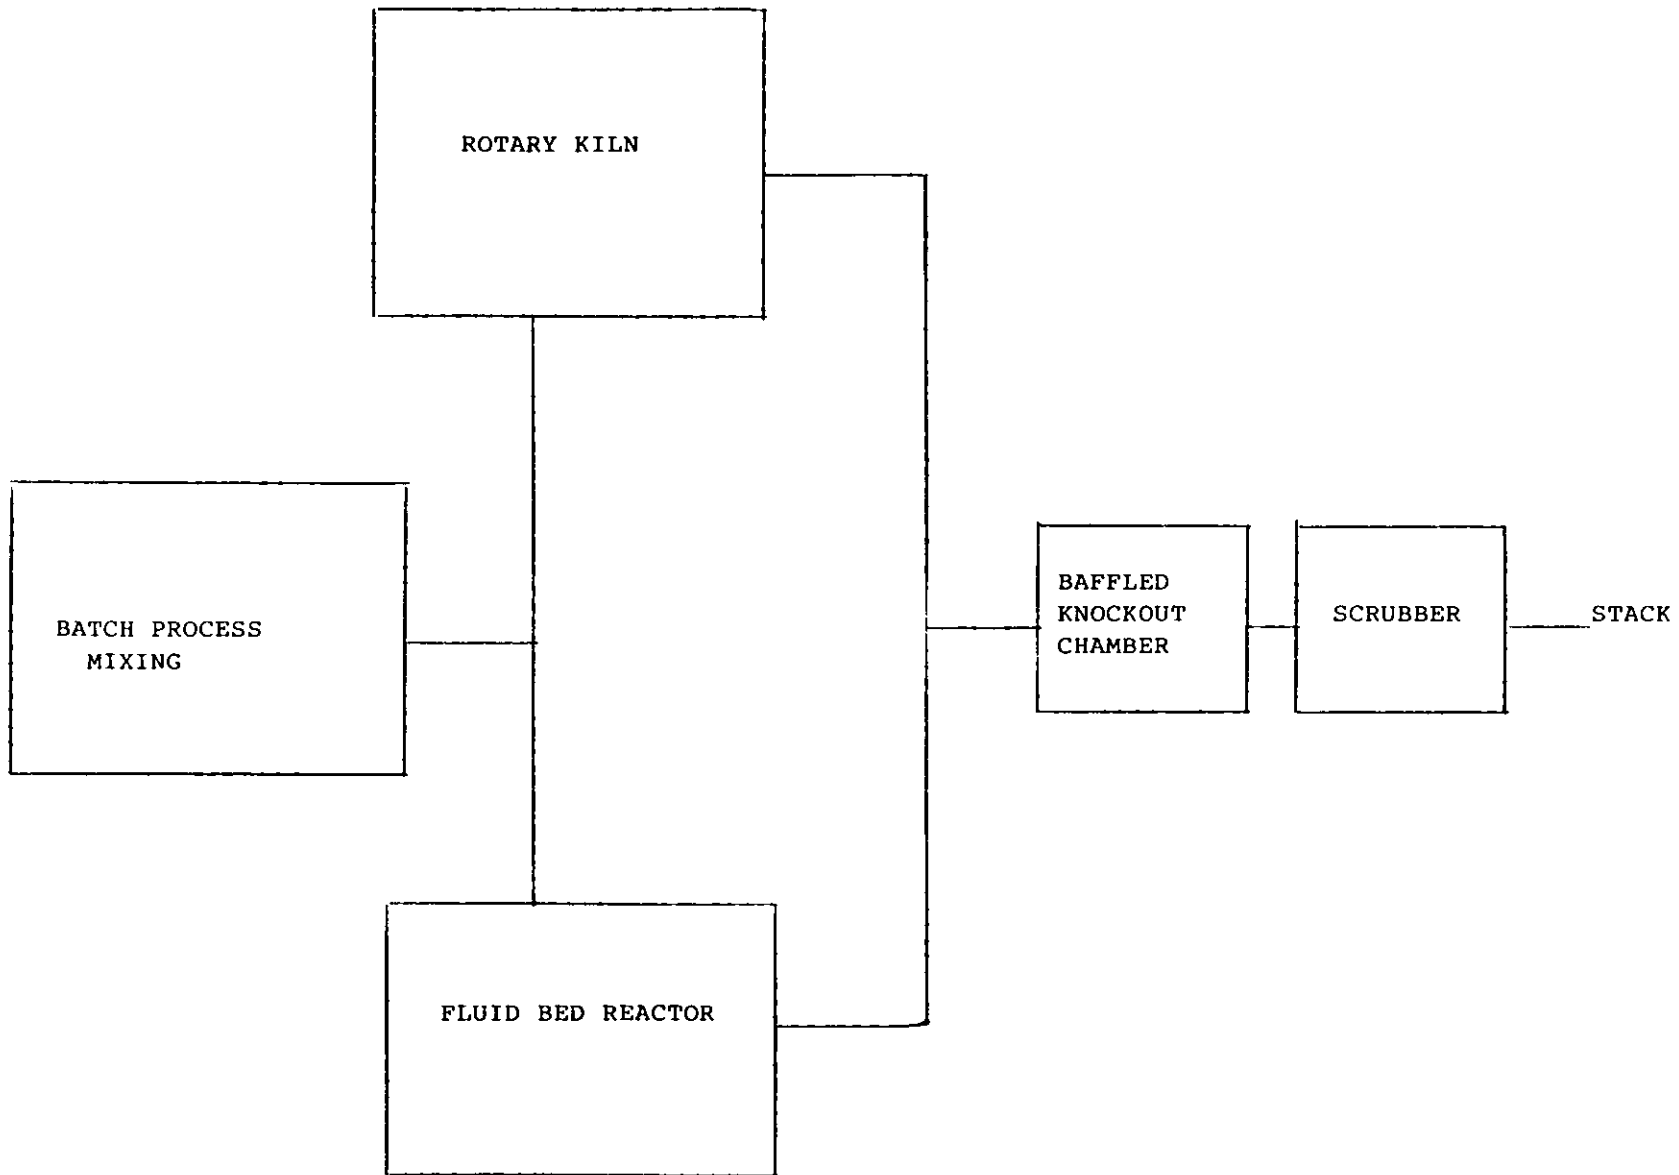 ROTARY KILN
BATCH PROCESS
MIXING
FLUID BED REACTOR
BAFFLED
KNOCKOUT
CHAMBER
SCRUBBER
STACK